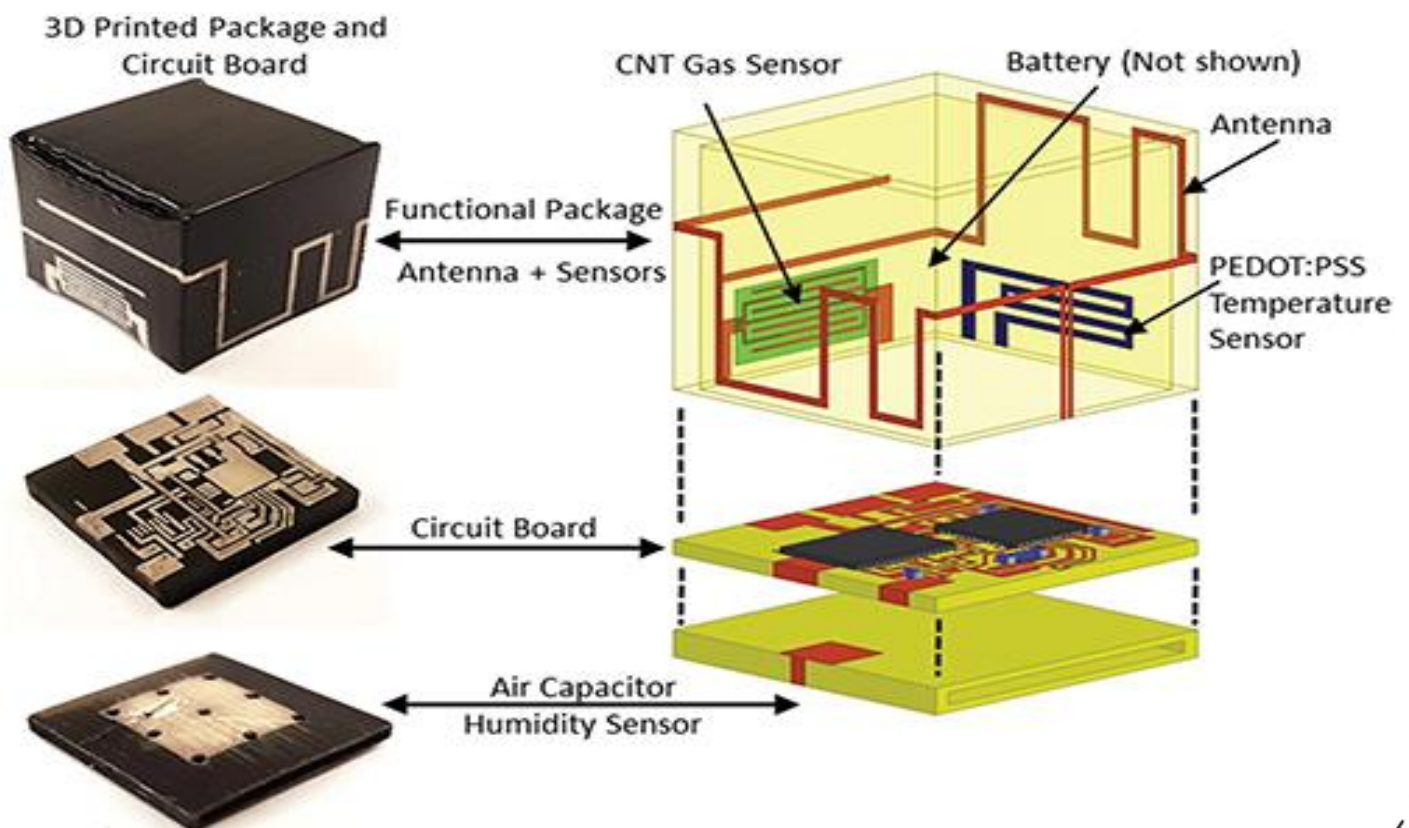 3D Printed Package and
Circuit Board
CNT Gas Sensor
Battery (Not shown)
Antenna
Functional Package
Antenna + Sensors
PEDOT:PSS
Temperature
Sensor
Circuit Board
Air Capacitor
Humidity Sensor